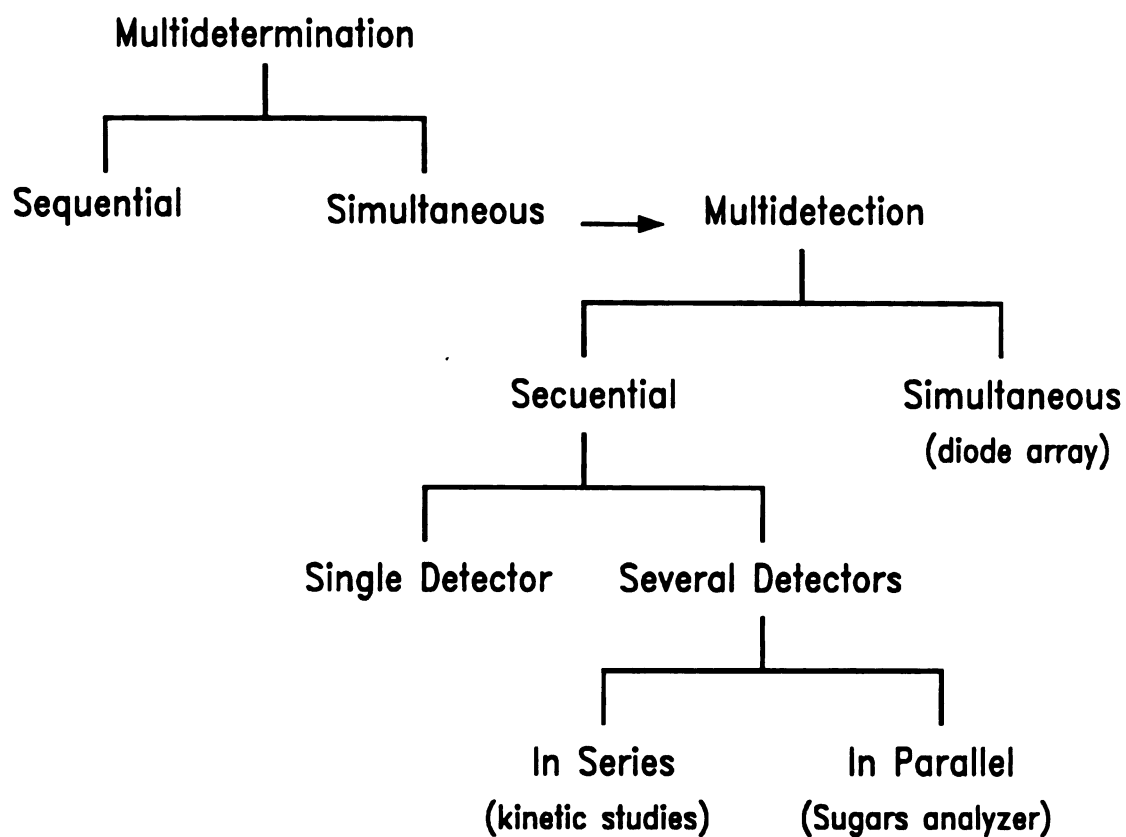 Multidetermination
Sequential
Simultaneous
Multidetection
Secuential
Simultaneous
(diode array)
Single Detector
Several Detectors
In Series
(kinetic studies)
In Parallel
(Sugars analyzer)